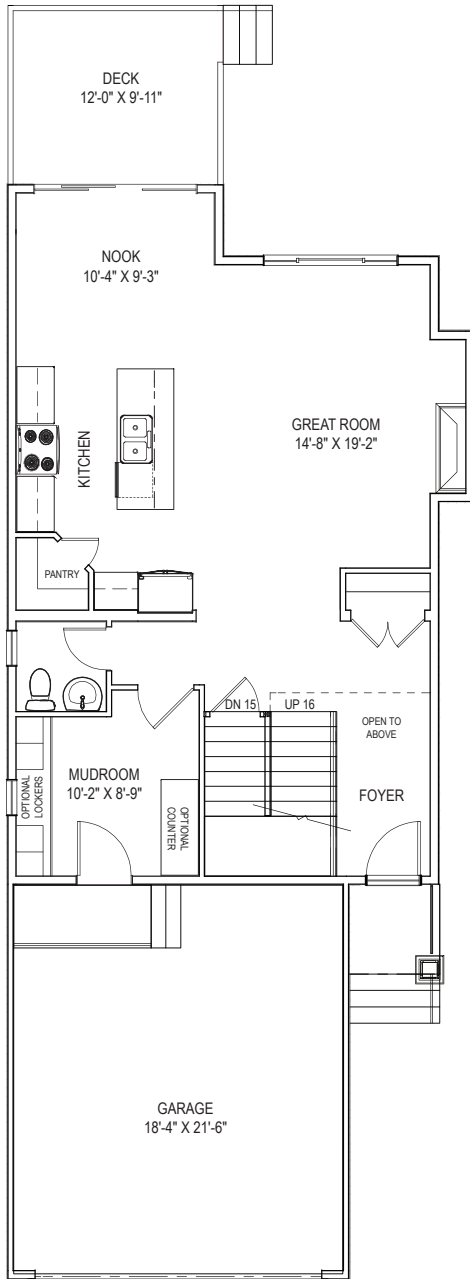 DECK
12'-0" X 9'-11"
NOOK
10'-4" X 9'-3"
KITCHEN
GREAT ROOM
14'-8" X 19'-2"
PANTRY
DN 15
UP 16
OPEN TO
ABOVE
FOYER
MUDROOM
10'-2" X 8'-9"
OPTIONAL
LOCKERS
OPTIONAL
COUNTER
GARAGE
18'-4" X 21'-6"